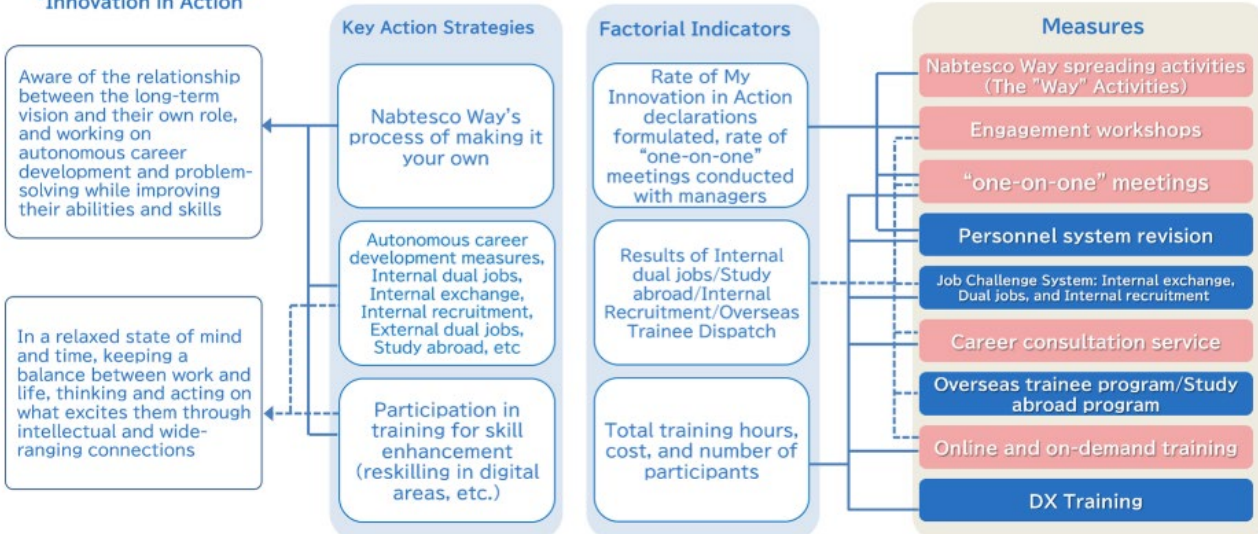 Innovation in Action
Aware of the relationship
between the long-term
vision and their own role,
and working on
autonomous career
development and problem-
solving while improving
their abilities and skills
In a relaxed state of mind
and time, keeping a
balance between work and
life, thinking and acting on
what excites them through
intellectual and wide-
ranging connections
Key Action Strategies
Nabtesco Way's
process of making it
your own
Autonomous career
development measures,
Internal dual jobs,
Internal exchange,
Internal recruitment,
External dual jobs,
Study abroad, etc
Participation in
training for skill
enhancement
(reskilling in digital
areas, etc.)
Factorial Indicators
Rate of My
Innovation in Action
declarations
formulated, rate of
“one-on-one”
meetings conducted
with managers
Results of Internal
dual jobs/Study
abroad/Internal
Recruitment/Overseas
Trainee Dispatch
Total training hours,
cost, and number of
participants
Measures
Nabtesco Way spreading activities
(The "Way" Activities)
Engagement workshops
“one-on-one” meetings
Personnel system revision
Job Challenge System: Internal exchange,
Dual jobs, and Internal recruitment
Career consultation service
Overseas trainee program/Study
abroad program
Online and on-demand training
DX Training